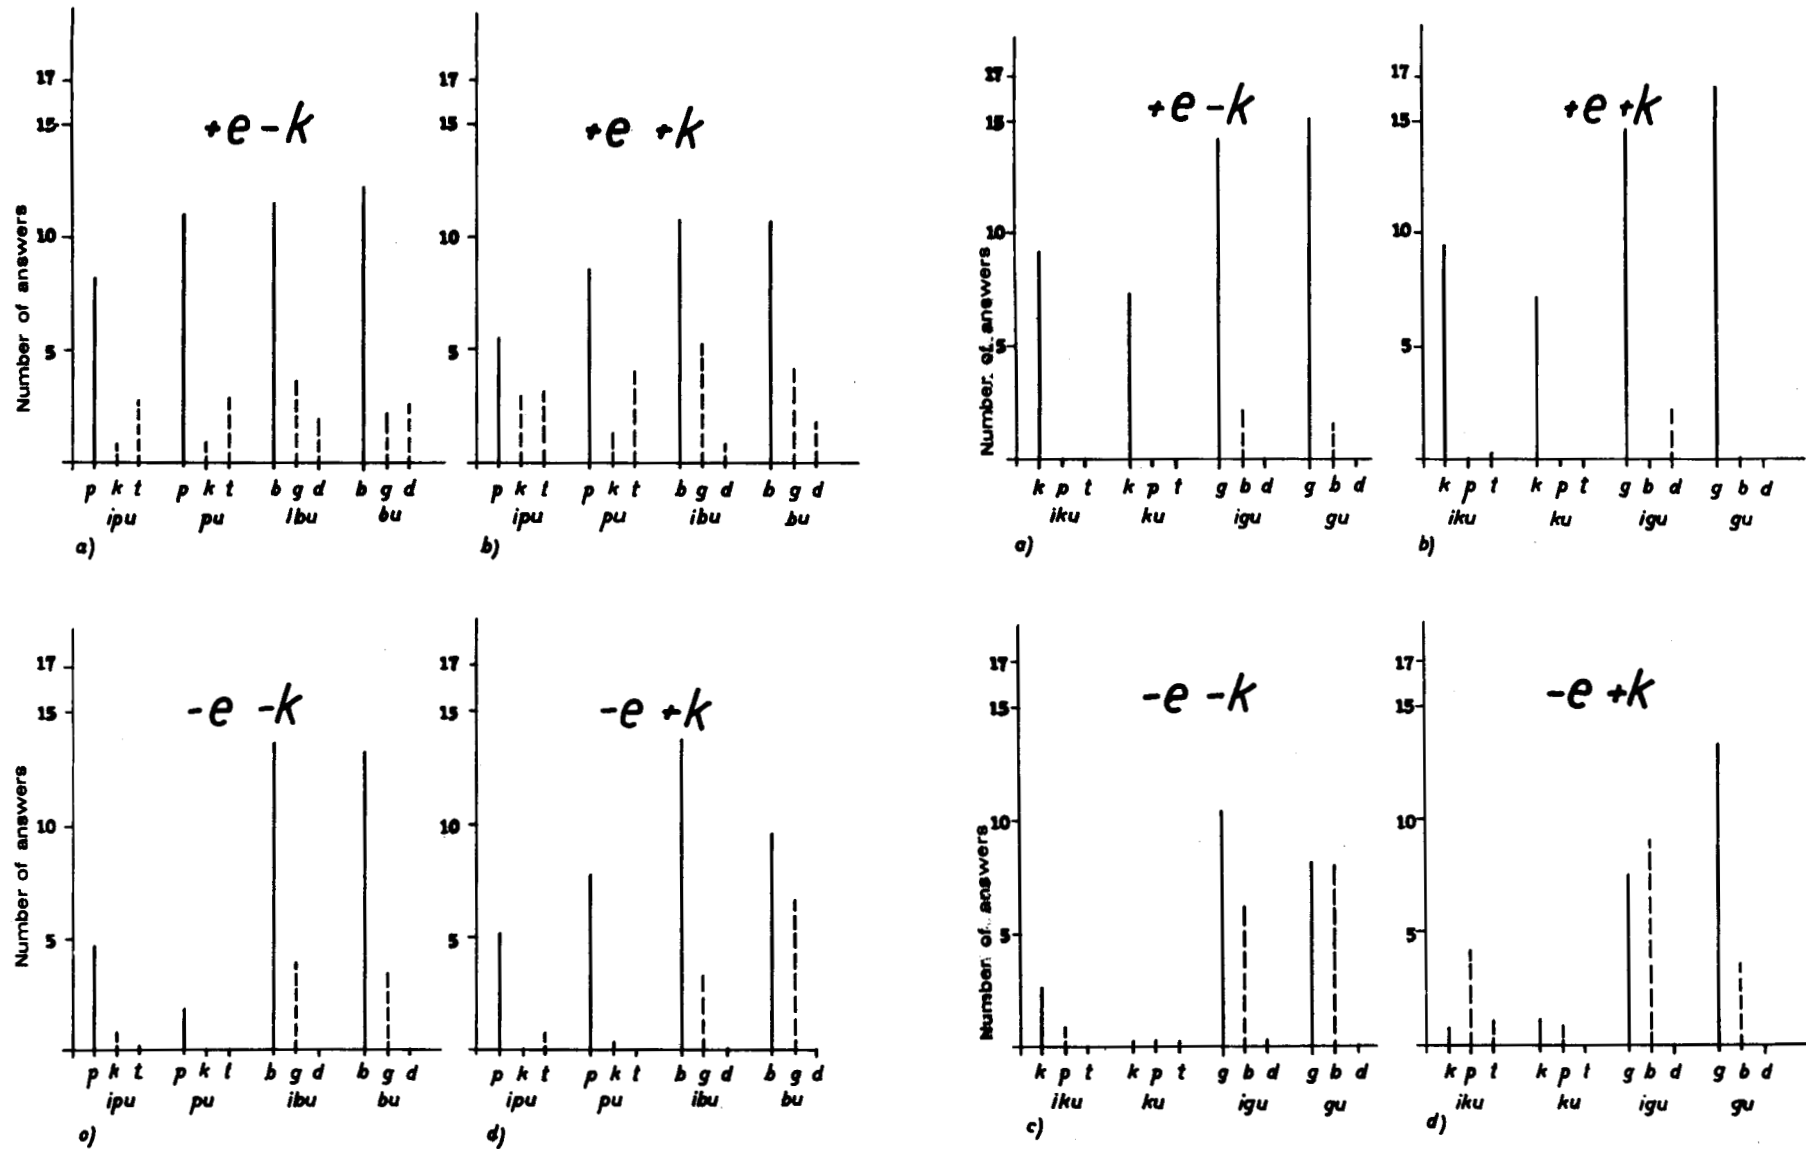 17
+e -k
15
10
5
Number of answers
p k t p k t b g d b g d
ipu pu ibu bu
a)
17
+e +k
15
10
5
p k t p k t b g d b g d
ipu pu ibu bu
b)
17
+e -k
15
10
5
Number of answers
k p t k p t g b d g b d
iku ku igu gu
a)
17
+e +k
15
10
5
k p t k p t g b d g b d
iku ku igu gu
b)
17
-e -k
15
10
5
Number of answers
p k t p k t b g d b g d
ipu pu ibu bu
c)
17
-e +k
15
10
5
p k t p k t b g d b g d
ipu pu ibu bu
d)
17
-e -k
15
10
5
Number of answers
k p t k p t g b d g b d
iku ku igu gu
c)
17
-e +k
15
10
5
k p t k p t g b d g b d
iku ku igu gu
d)